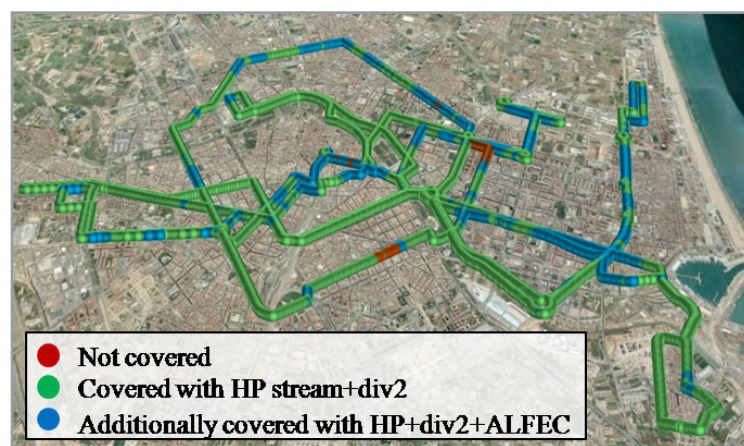 Not covered
Covered with HP stream+div2
Additionally covered with HP+div2+ALFEC